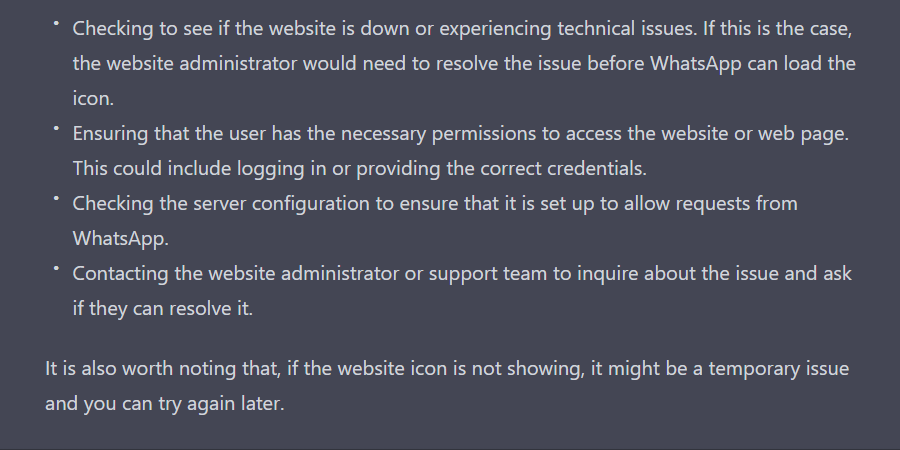 • Checking to see if the website is down or experiencing technical issues. If this is the case,
the website administrator would need to resolve the issue before WhatsApp can load the
icon.
• Ensuring that the user has the necessary permissions to access the website or web page.
This could include logging in or providing the correct credentials.
• Checking the server configuration to ensure that it is set up to allow requests from
WhatsApp.
• Contacting the website administrator or support team to inquire about the issue and ask
if they can resolve it.
It is also worth noting that, if the website icon is not showing, it might be a temporary issue
and you can try again later.